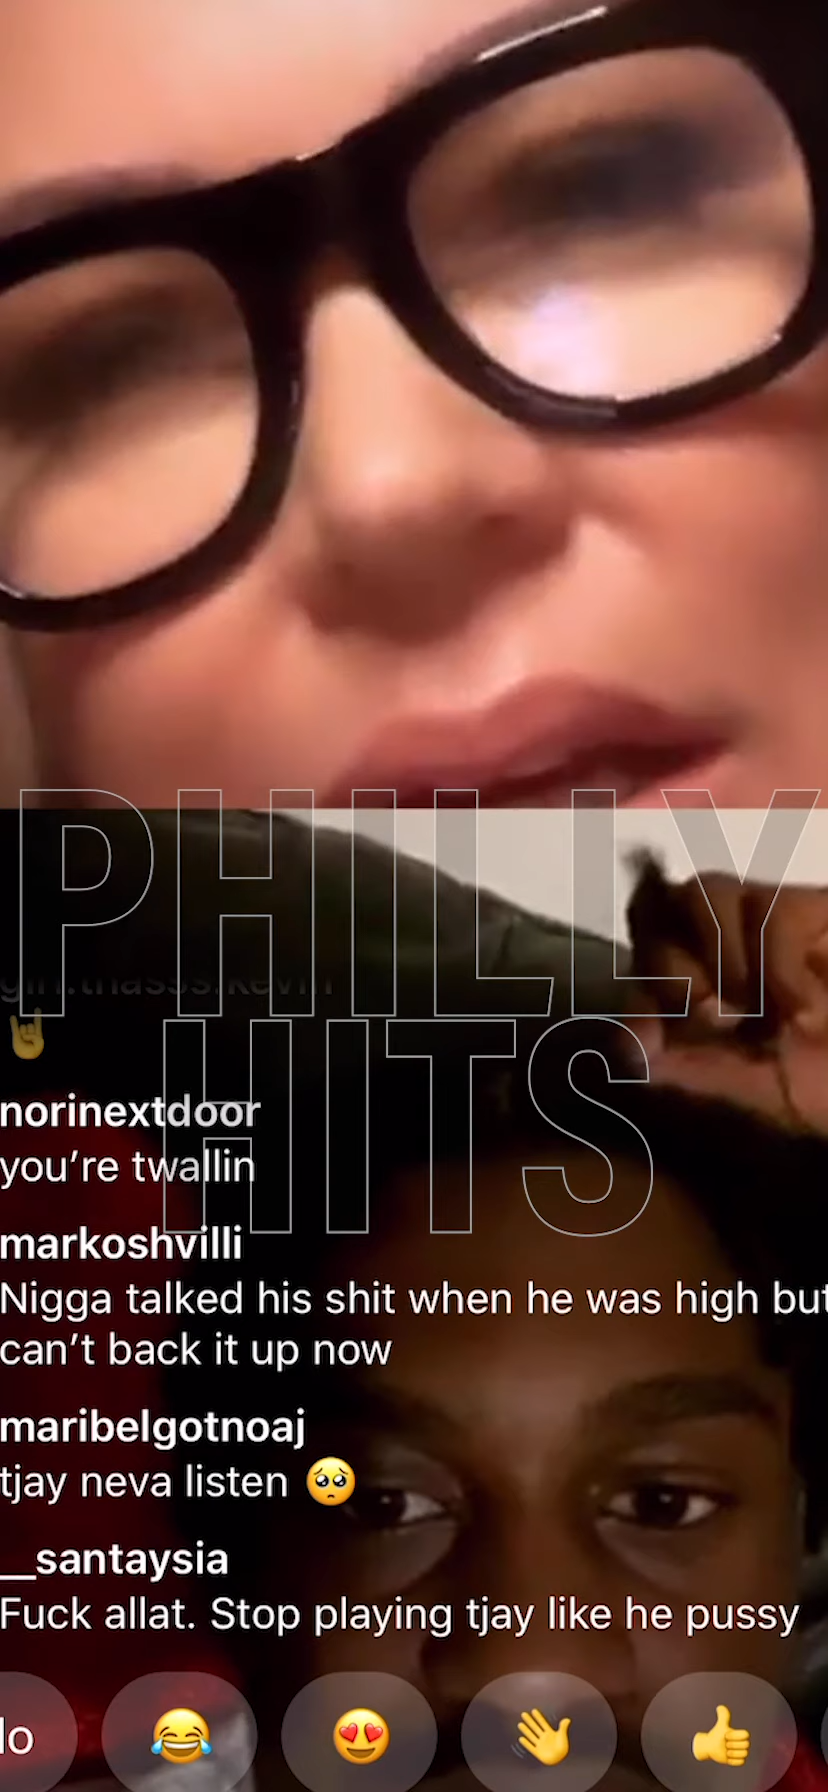 PHILLY
HITS
norinextdoor
you're twallin
markoshvilli
Nigga talked his shit when he was high but
can't back it up now
maribelgotnoaj
tjay neva listen 🥺
__santaysia
Fuck allat. Stop playing tjay like he pussy